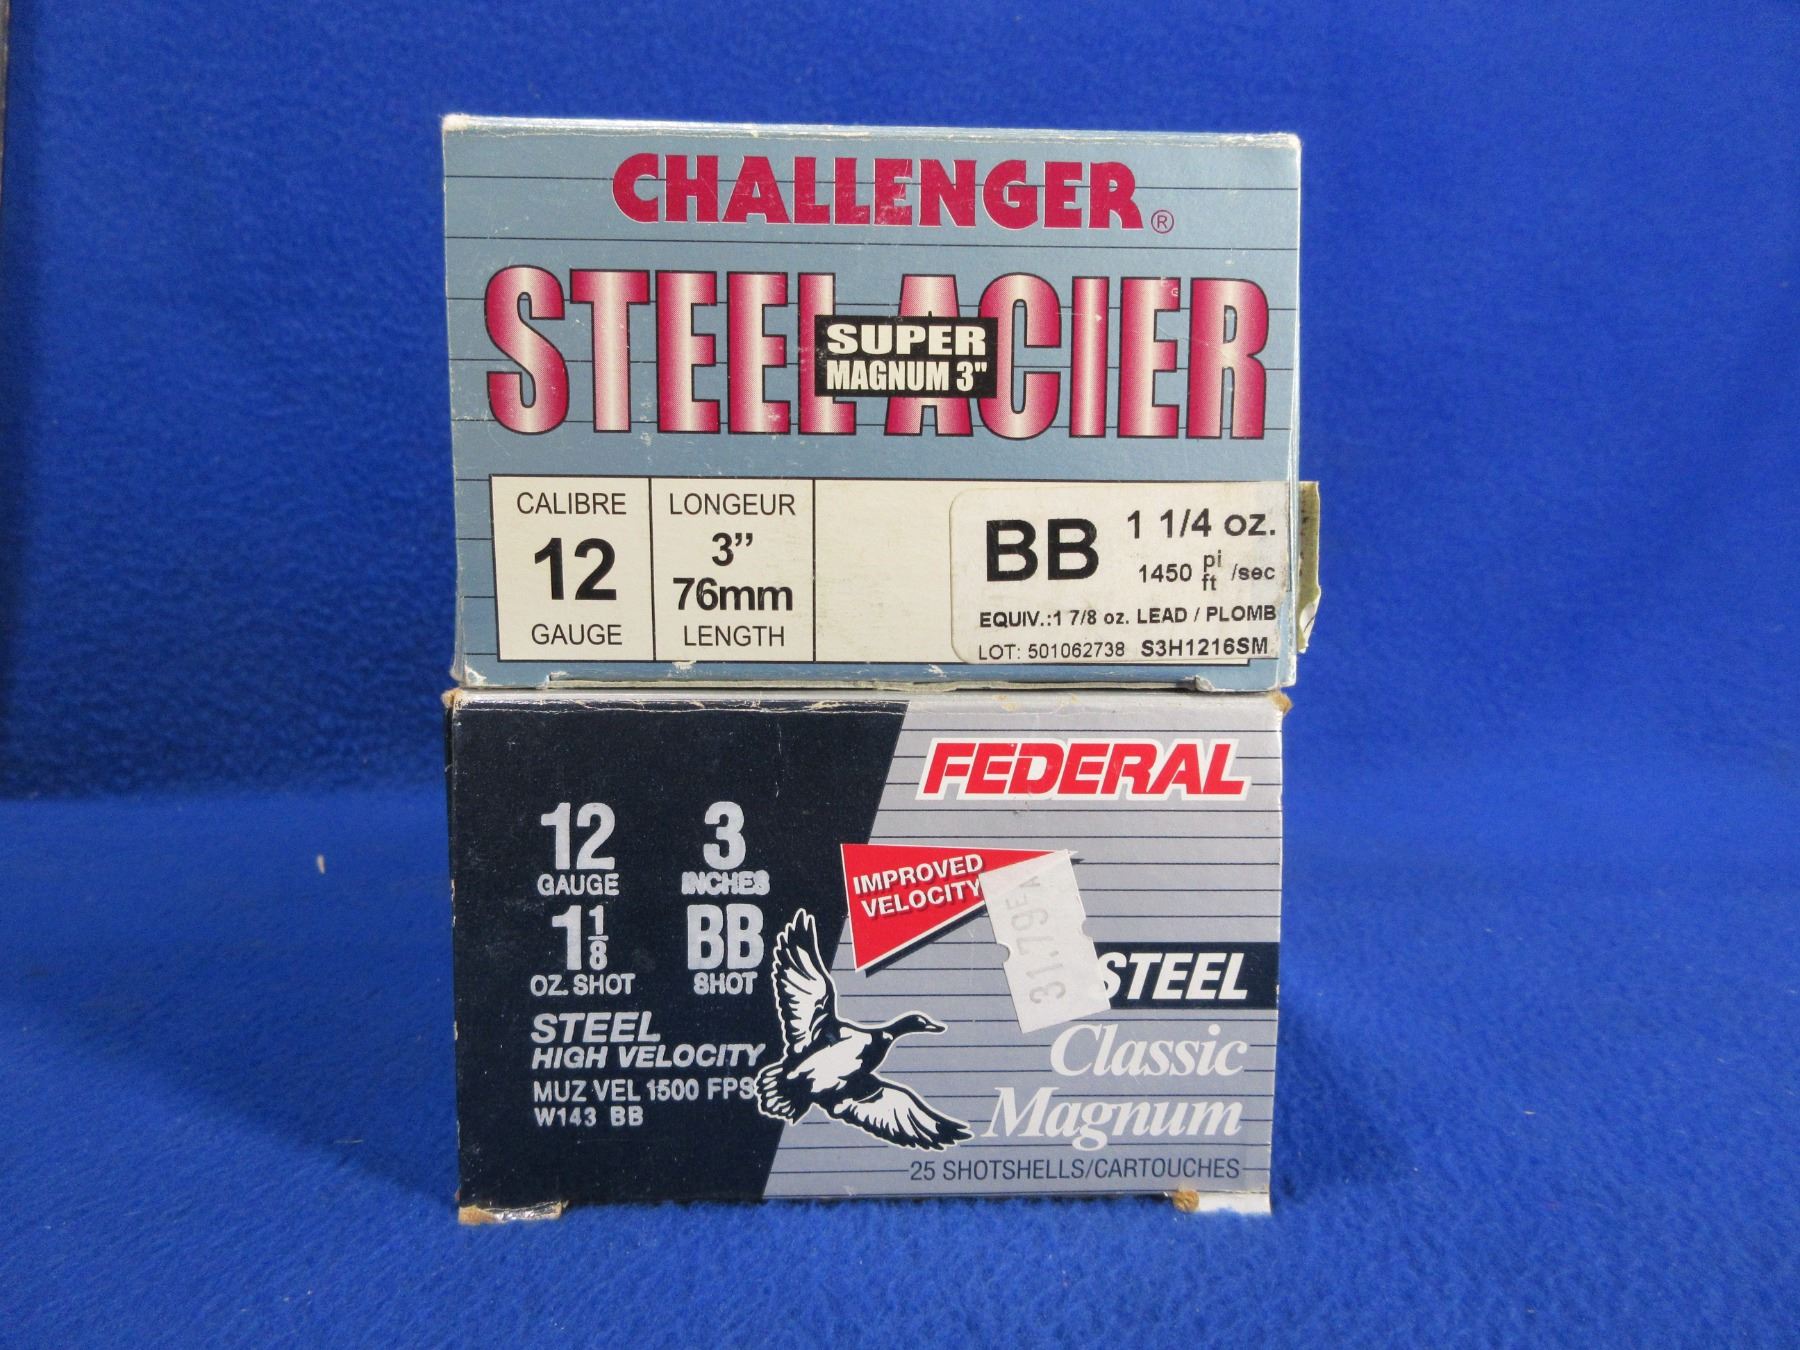 CHALLENGER®
STEEL ACIER
SUPER
MAGNUM 3"
CALIBRE
12
GAUGE
LONGEUR
3”
76mm
LENGTH
BB 1 1/4 oz.
1450 pi/ft /sec
EQUIV.:1 7/8 oz. LEAD / PLOMB
LOT: 501062738 S3H1216SM
FEDERAL
12
GAUGE
3
INCHES
1 1/8
OZ. SHOT
BB
SHOT
STEEL
HIGH VELOCITY
MUZ VEL 1500 FPS
W143 BB
IMPROVED
VELOCITY
31.79EA
STEEL
Classic
Magnum
25 SHOTSHELLS/CARTOUCHES